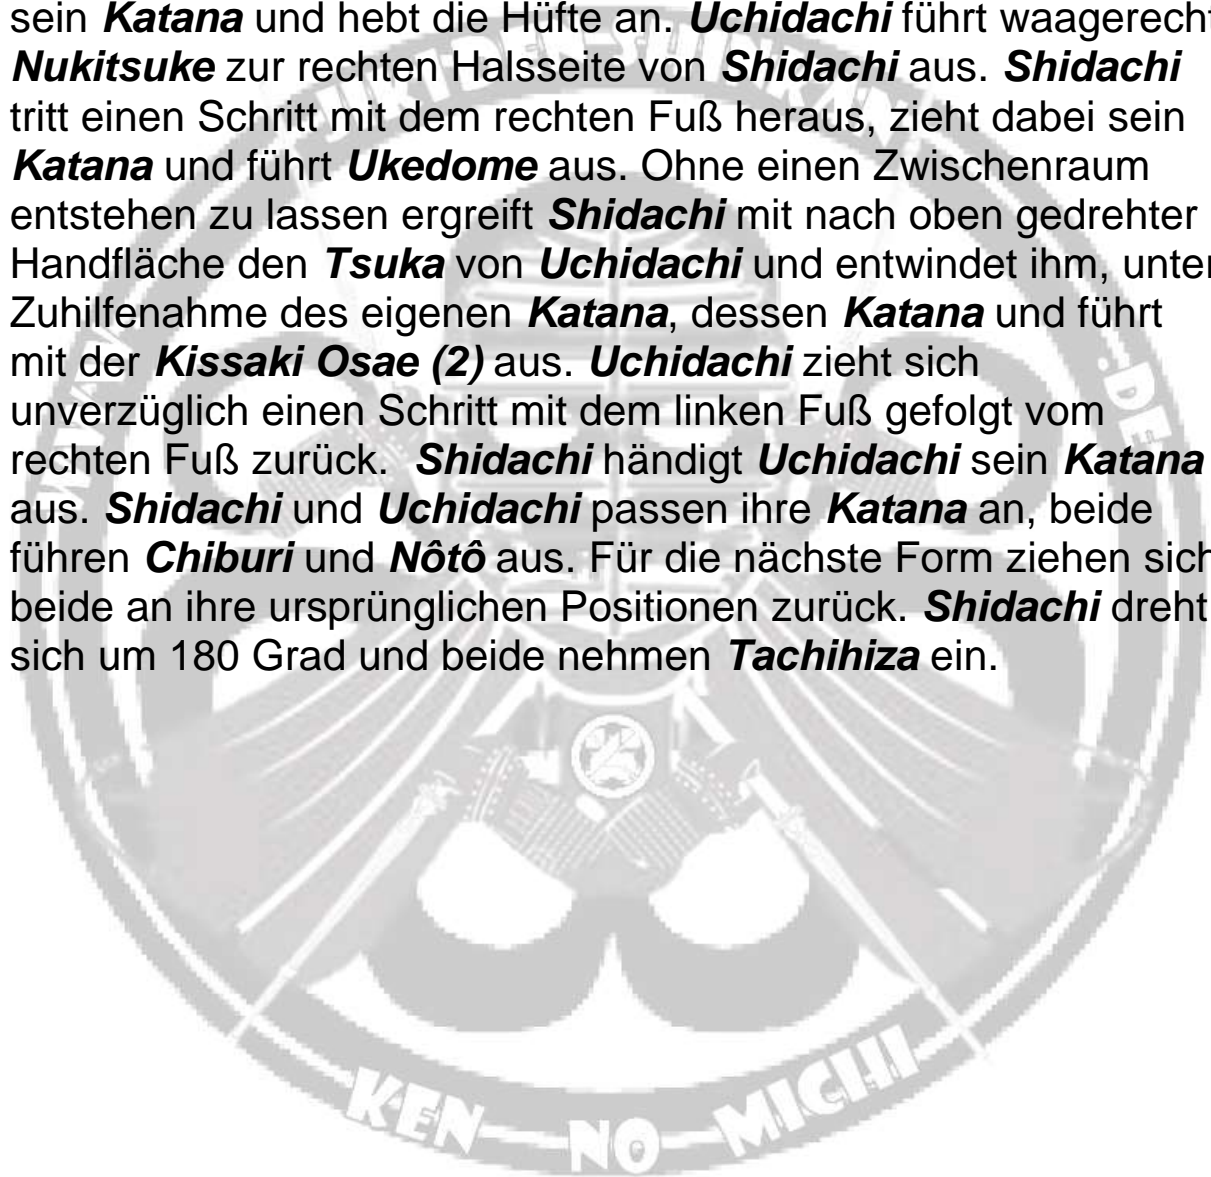 sein Katana und hebt die Hüfte an. Uchidachi führt waagerecht
Nukitsuke zur rechten Halsseite von Shidachi aus. Shidachi
tritt einen Schritt mit dem rechten Fuß heraus, zieht dabei sein
Katana und führt Ukedome aus. Ohne einen Zwischenraum
entstehen zu lassen ergreift Shidachi mit nach oben gedrehter
Handfläche den Tsuka von Uchidachi und entwindet ihm, unter
Zuhilfenahme des eigenen Katana, dessen Katana und führt
mit der Kissaki Osae (2) aus. Uchidachi zieht sich
unverzüglich einen Schritt mit dem linken Fuß gefolgt vom
rechten Fuß zurück. Shidachi händigt Uchidachi sein Katana
aus. Shidachi und Uchidachi passen ihre Katana an, beide
führen Chiburi und Nôtô aus. Für die nächste Form ziehen sich
beide an ihre ursprünglichen Positionen zurück. Shidachi dreht
sich um 180 Grad und beide nehmen Tachihiza ein.
KEN NO MICHI
.DE